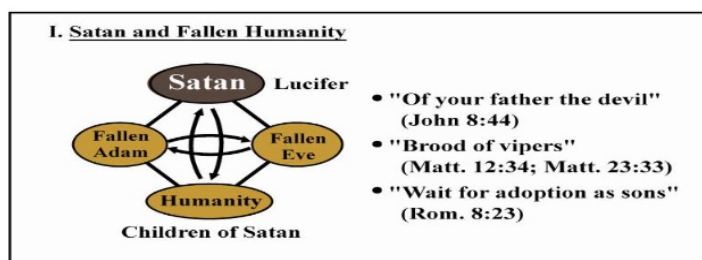 I. Satan and Fallen Humanity
Satan
Lucifer
Fallen
Adam
Fallen
Eve
Humanity
Children of Satan
• "Of your father the devil"
(John 8:44)
• "Brood of vipers"
(Matt. 12:34; Matt. 23:33)
• "Wait for adoption as sons"
(Rom. 8:23)